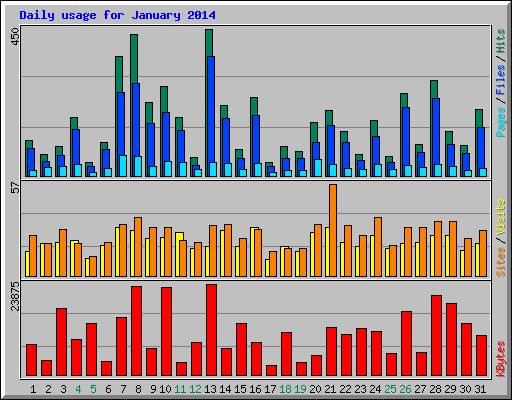 Daily usage for January 2014
450
Pages / Files / Hits
57
Sites / Visits
23875
KBytes
1 2 3 4 5 6 7 8 9 10 11 12 13 14 15 16 17 18 19 20 21 22 23 24 25 26 27 28 29 30 31